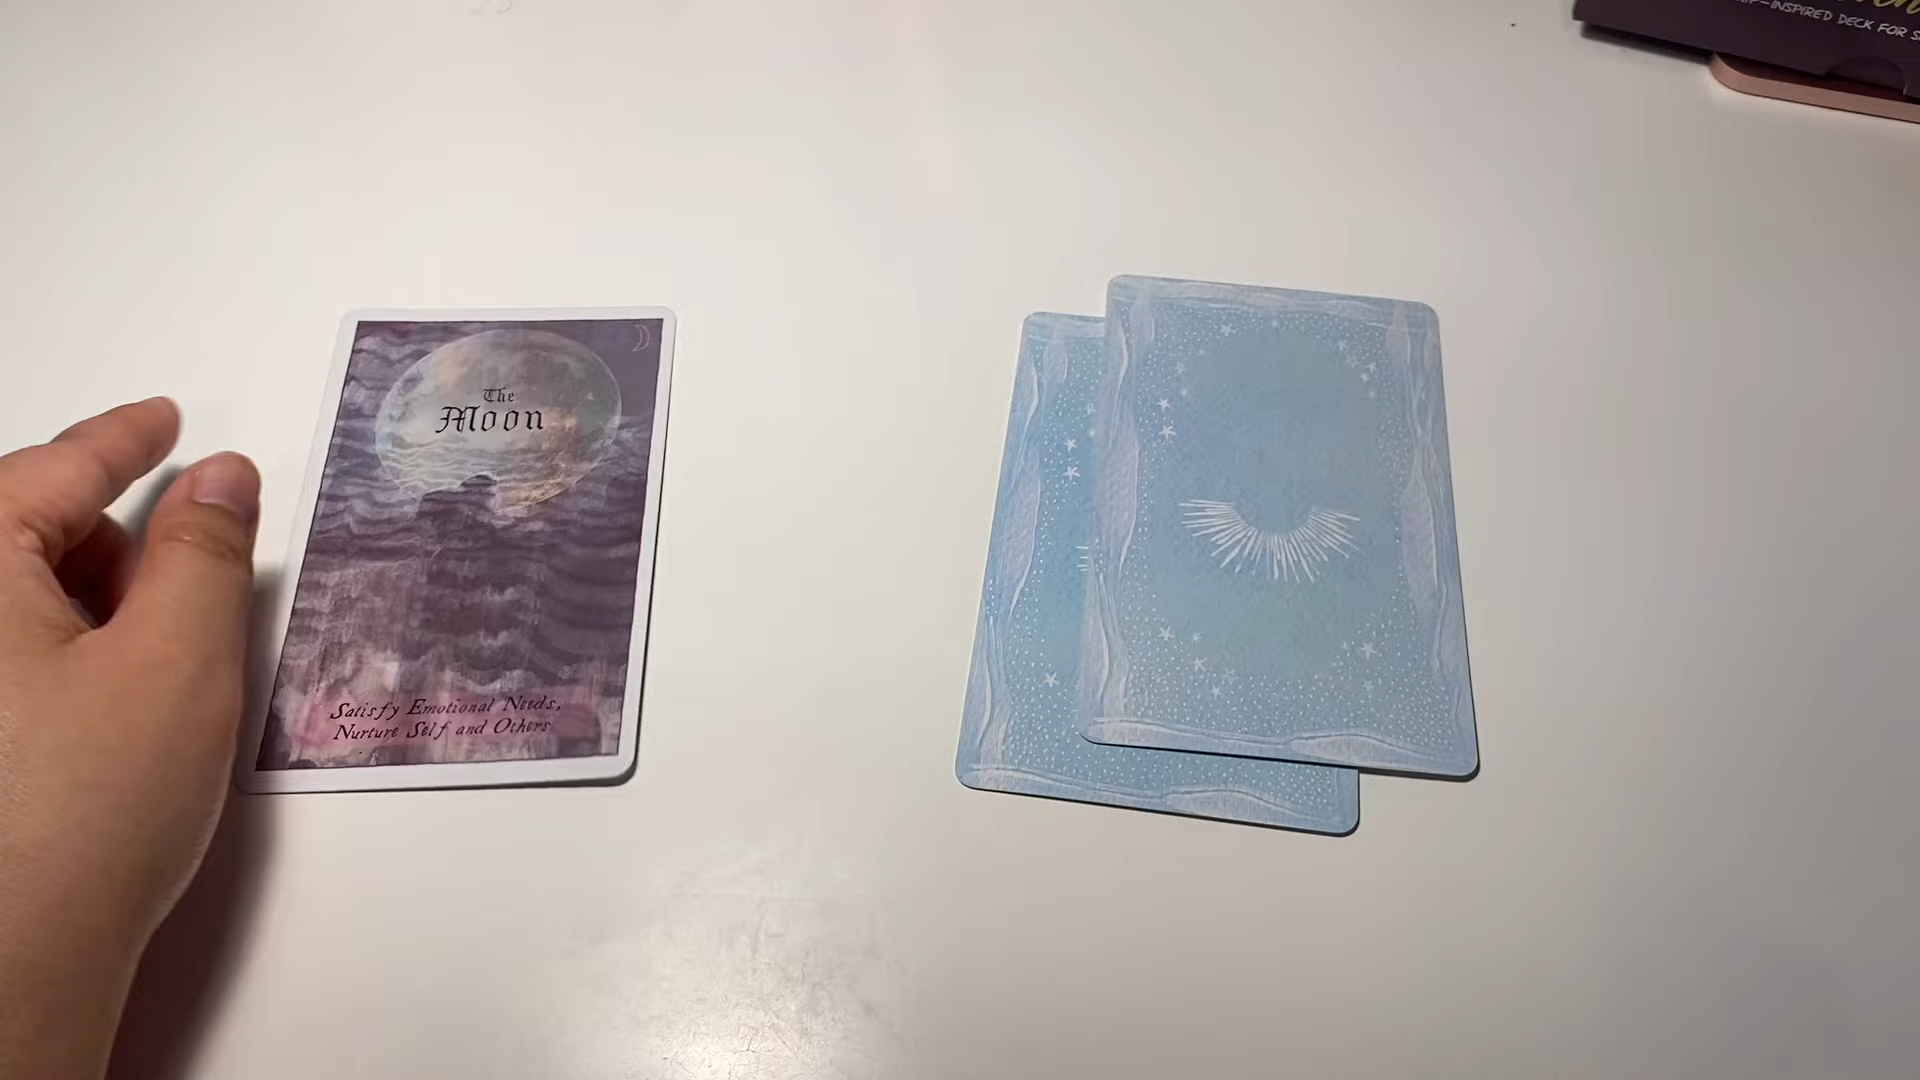 The
Moon
Satisfy Emotional Needs,
Nurture Self and Others
-INSPIRED DECK FOR